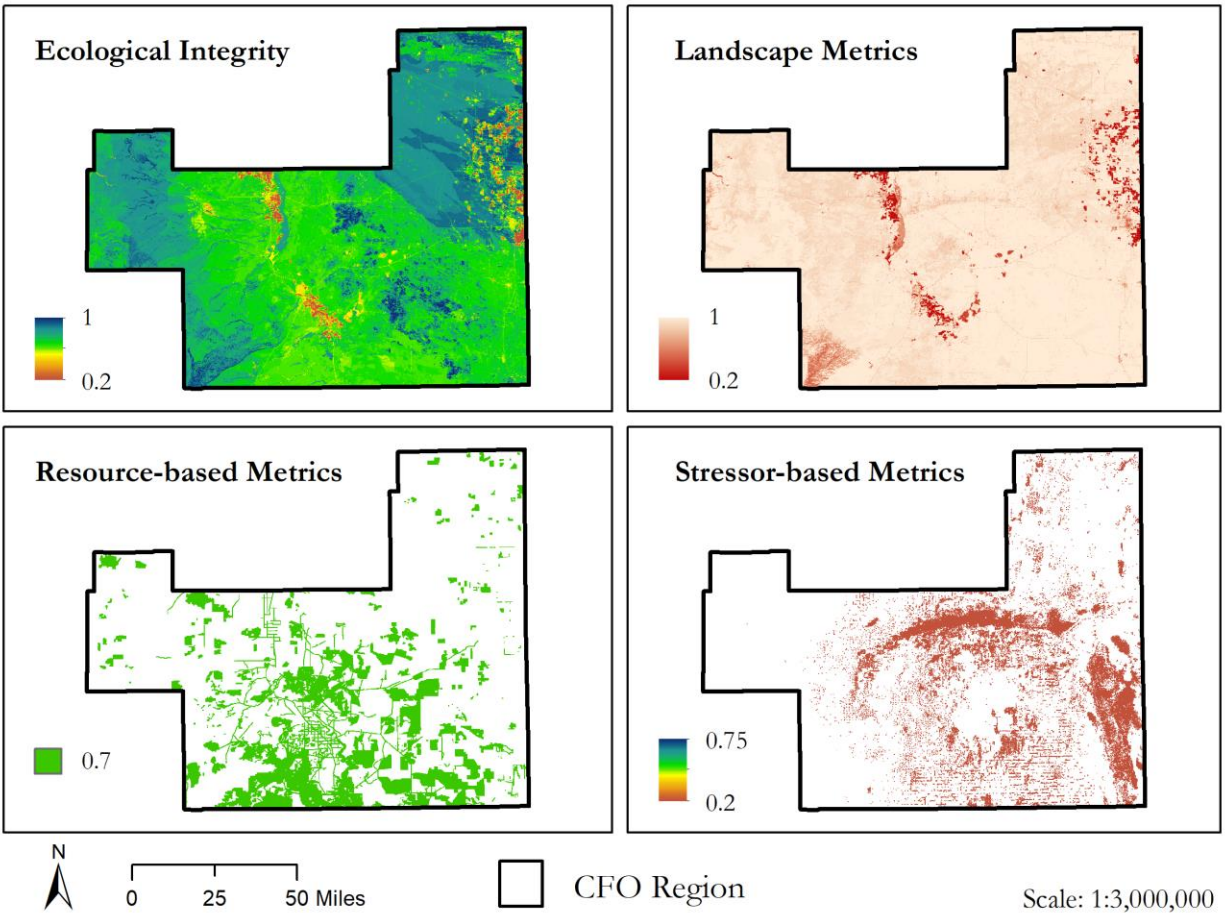 Ecological Integrity
1
0.2
Landscape Metrics
1
0.2
Resource-based Metrics
0.7
Stressor-based Metrics
0.75
0.2
N
0 25 50 Miles
CFO Region
Scale: 1:3,000,000